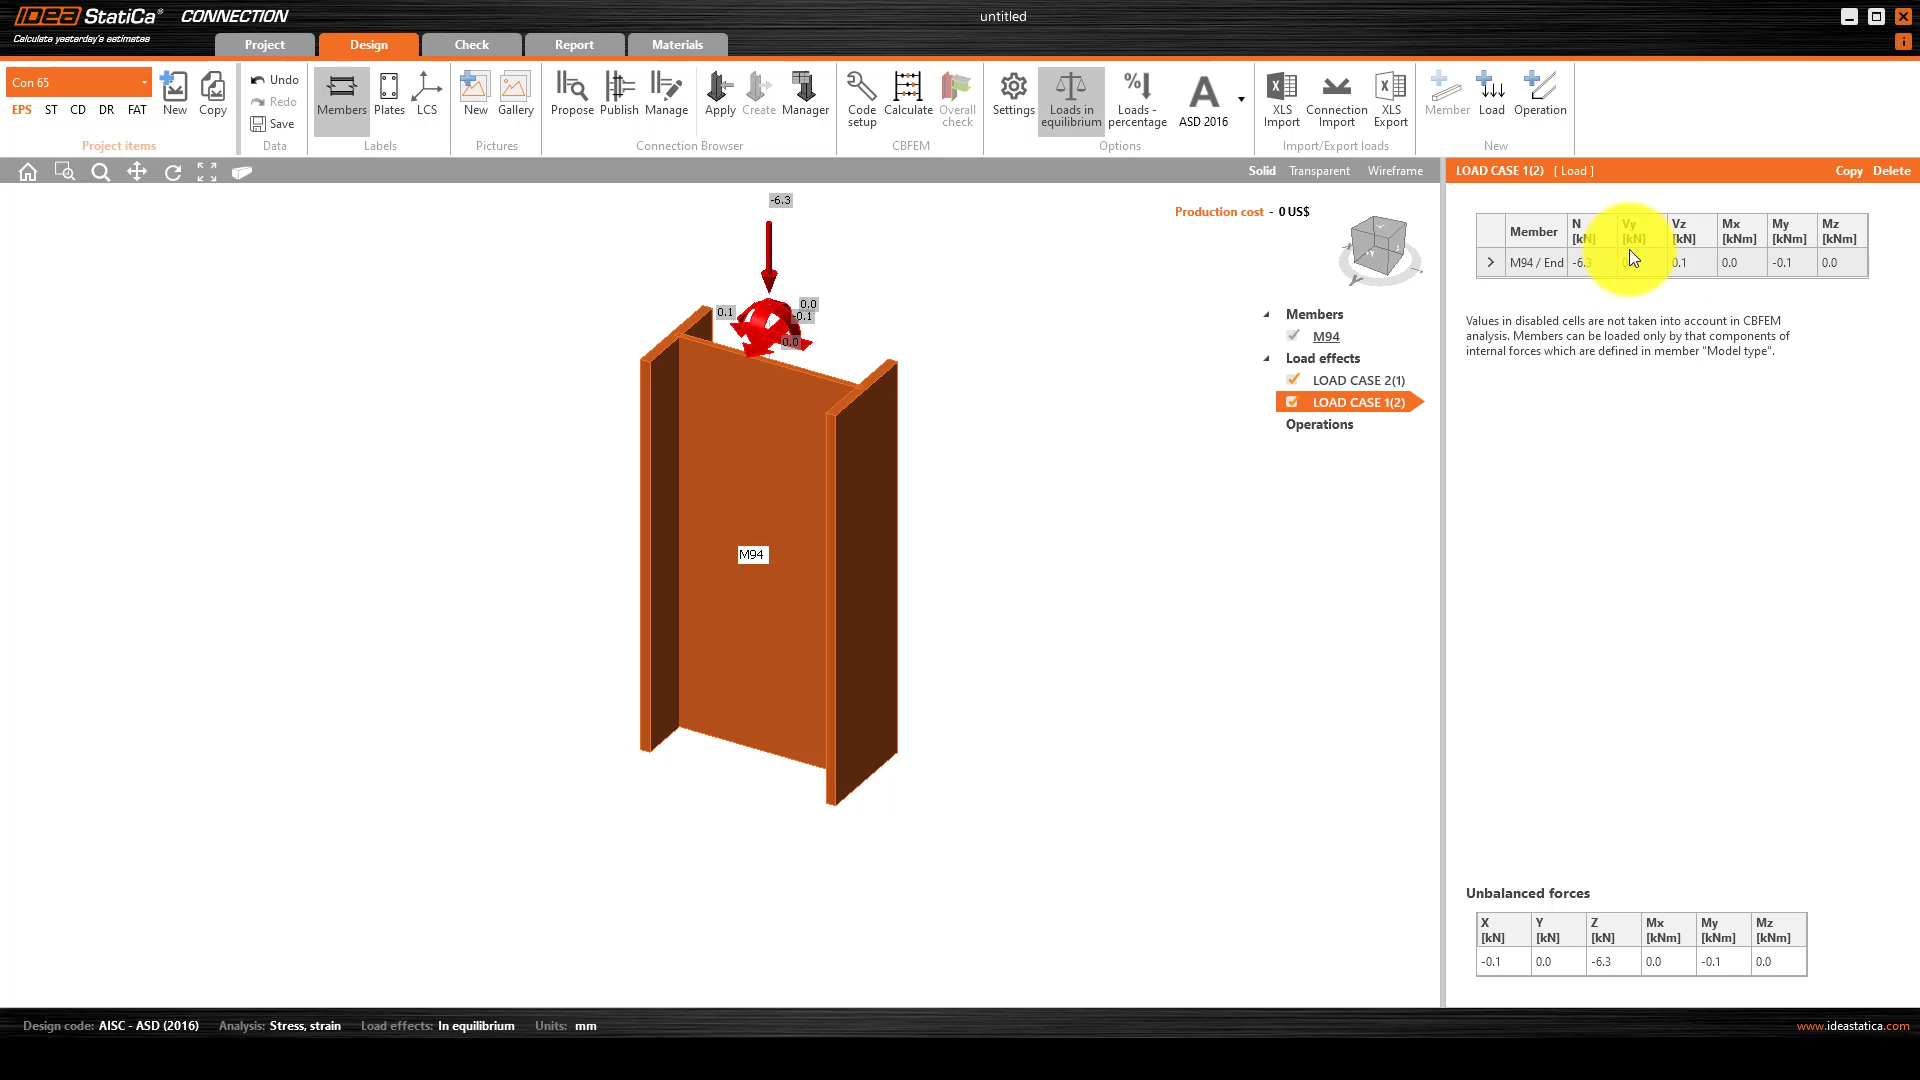 IDEA StatiCa® CONNECTION
Calculate yesterday's estimates
untitled
Project
Design
Check
Report
Materials
Con 65
EPS ST CD DR FAT
New
Copy
Project items
Undo
Redo
Save
Data
Members
Plates
LCS
Labels
New
Gallery
Pictures
Propose
Publish
Manage
Apply
Create
Manager
Connection Browser
Code setup
Calculate
Overall check
CBFEM
Settings
Loads in equilibrium
Loads - percentage
ASD 2016
Options
XLS Import
Connection Import
XLS Export
Import/Export loads
Member
Load
Operation
New
Solid Transparent Wireframe
LOAD CASE 1(2) [ Load ] Copy Delete
Production cost - 0 US$
-6.3
0.1
0.0
-0.1
0.0
M94
Members
M94
Load effects
LOAD CASE 2(1)
LOAD CASE 1(2)
Operations
Member N [kN] Vy [kN] Vz [kN] Mx [kNm] My [kNm] Mz [kNm]
M94 / End -6.3 0.1 0.0 -0.1 0.0
Values in disabled cells are not taken into account in CBFEM
analysis. Members can be loaded only by that components of
internal forces which are defined in member "Model type".
Unbalanced forces
X [kN] Y [kN] Z [kN] Mx [kNm] My [kNm] Mz [kNm]
-0.1 0.0 -6.3 0.0 -0.1 0.0
Design code: AISC - ASD (2016) Analysis: Stress, strain Load effects: In equilibrium Units: mm
www.ideastatica.com